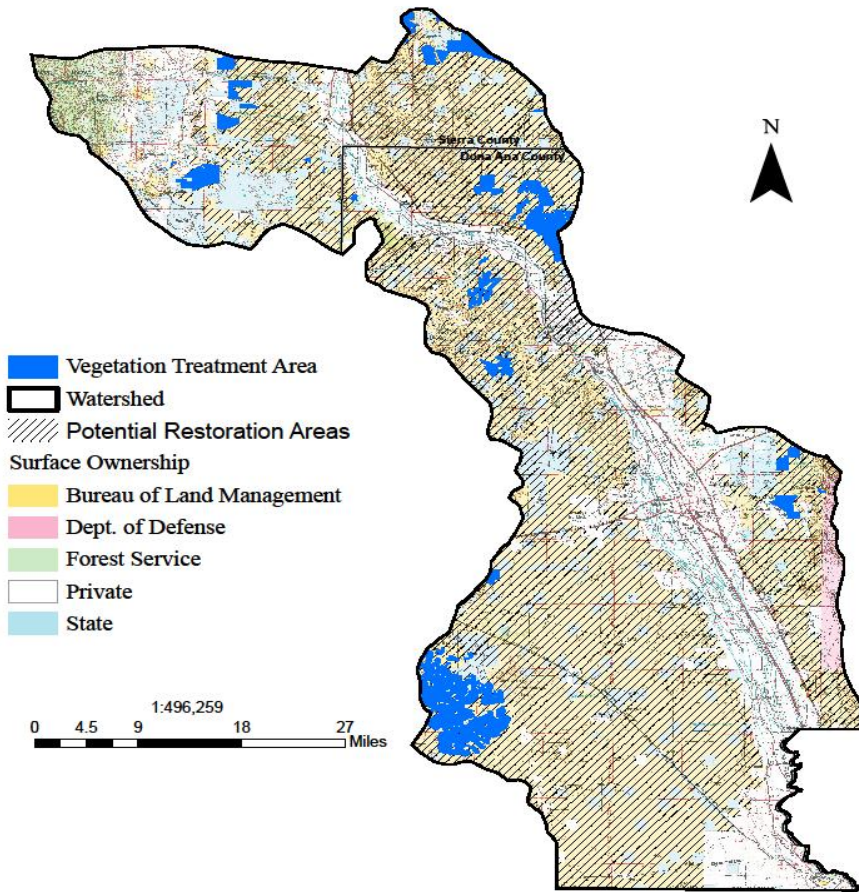 N
Sierra County
Dona Ana County
Vegetation Treatment Area
Watershed
Potential Restoration Areas
Surface Ownership
Bureau of Land Management
Dept. of Defense
Forest Service
Private
State
1:496,259
0 4.5 9 18 27
Miles